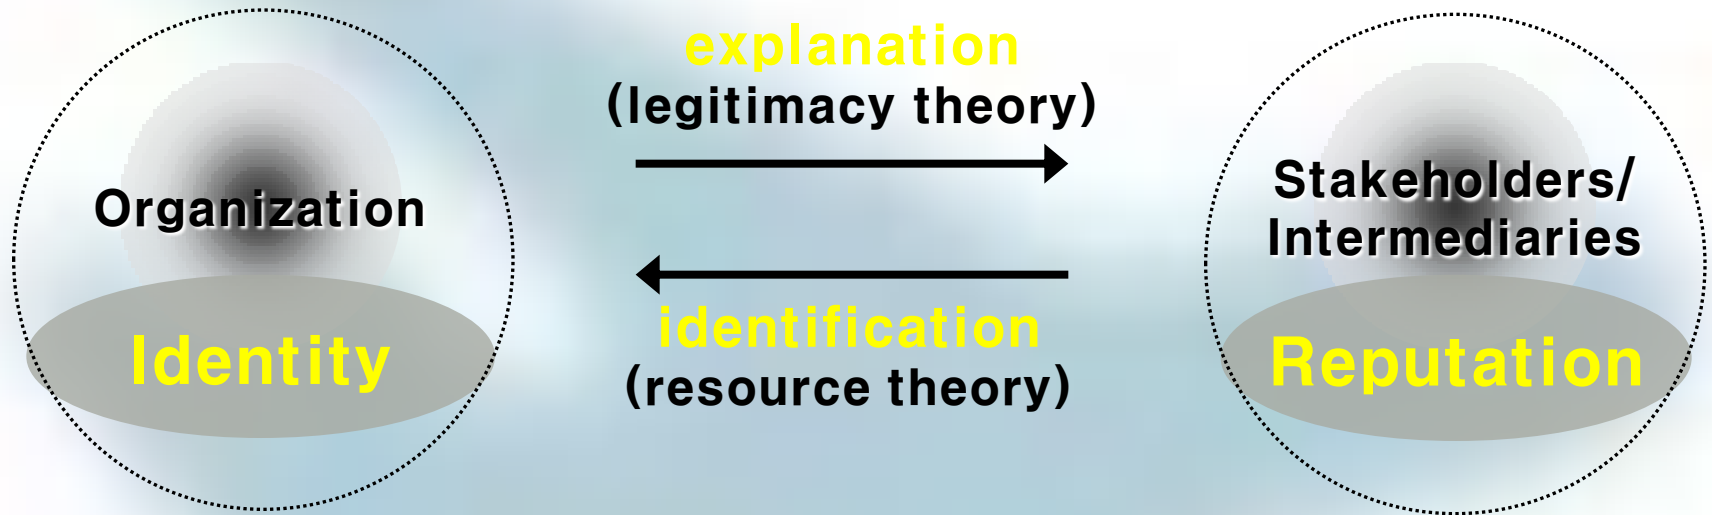 explanation
(legitimacy theory)
Organization
Identity
identification
(resource theory)
Stakeholders/
Intermediaries
Reputation